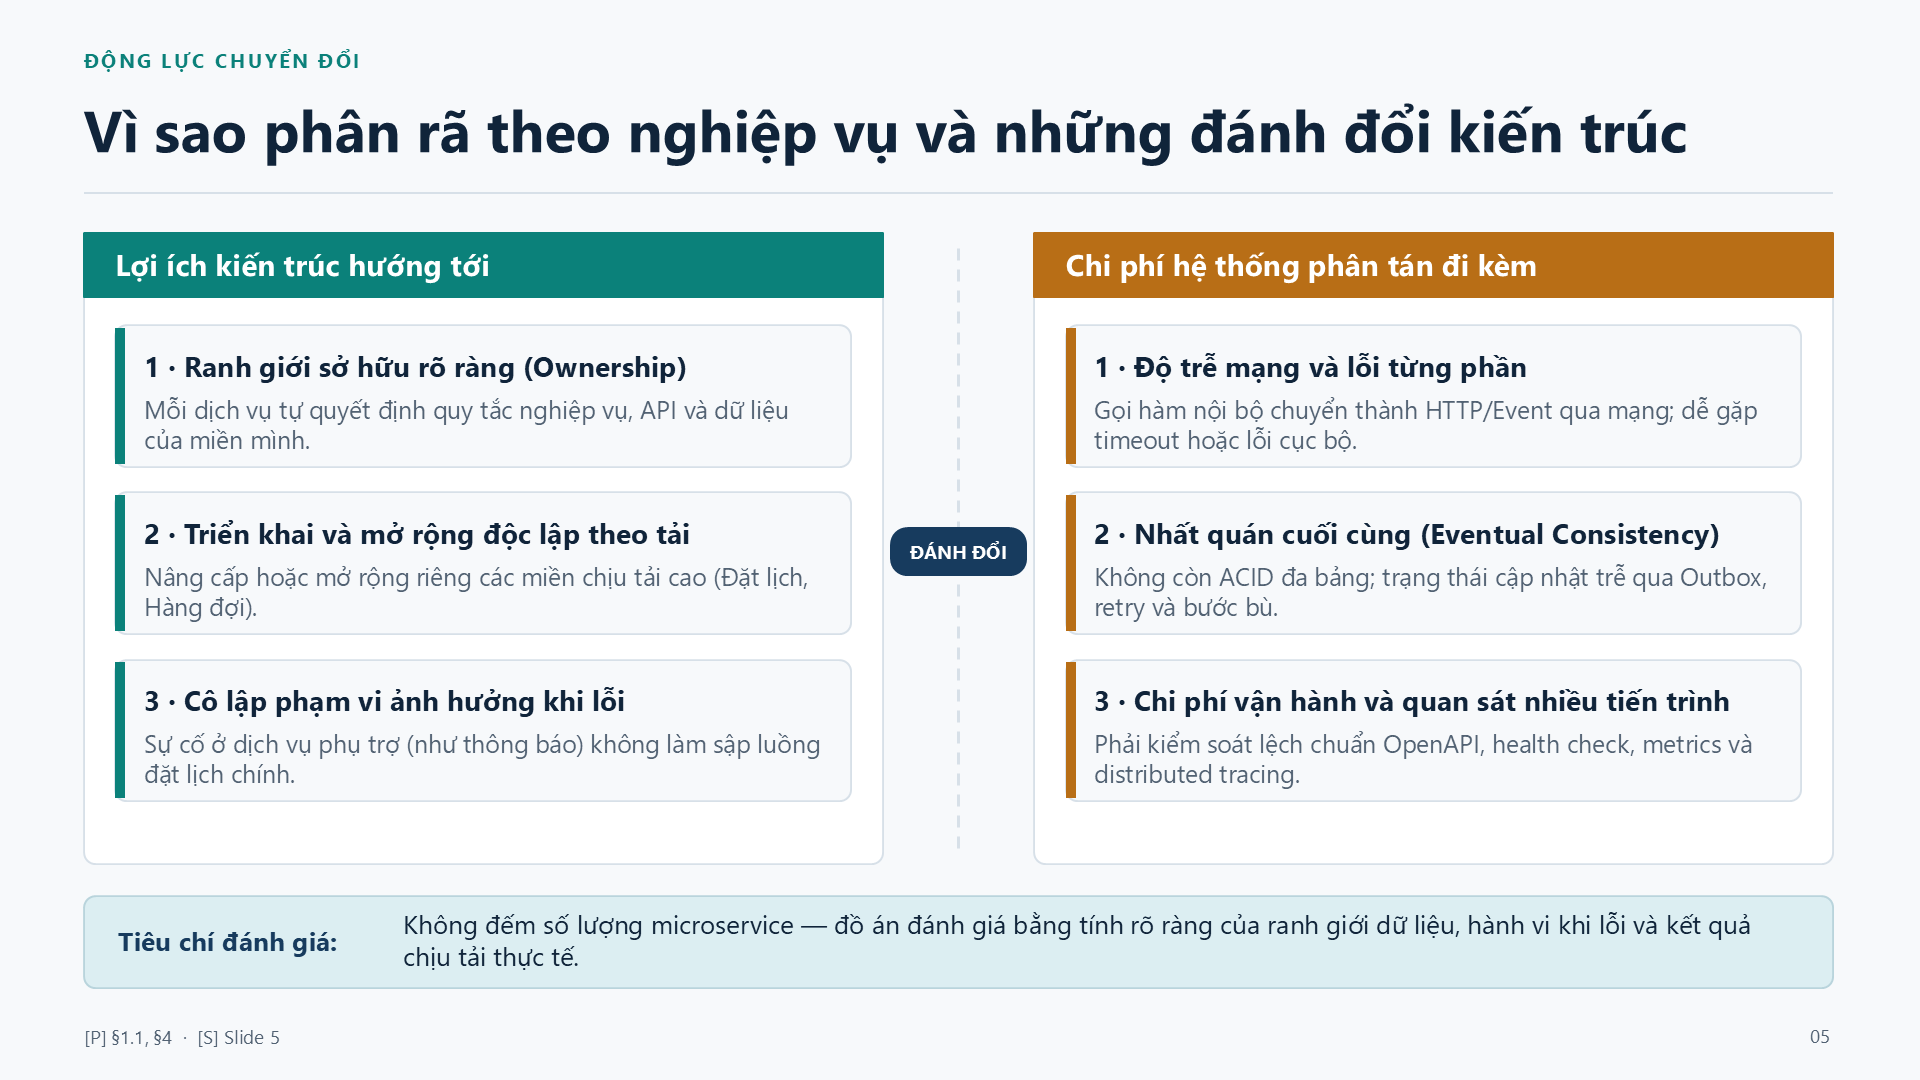 ĐỘNG LỰC CHUYỂN ĐỔI
Vì sao phân rã theo nghiệp vụ và những đánh đổi kiến trúc
Lợi ích kiến trúc hướng tới
1 · Ranh giới sở hữu rõ ràng (Ownership)
Mỗi dịch vụ tự quyết định quy tắc nghiệp vụ, API và dữ liệu
của miền mình.
2 · Triển khai và mở rộng độc lập theo tải
Nâng cấp hoặc mở rộng riêng các miền chịu tải cao (Đặt lịch,
Hàng đợi).
3 · Cô lập phạm vi ảnh hưởng khi lỗi
Sự cố ở dịch vụ phụ trợ (như thông báo) không làm sập luồng
đặt lịch chính.
ĐÁNH ĐỔI
Chi phí hệ thống phân tán đi kèm
1 · Độ trễ mạng và lỗi từng phần
Gọi hàm nội bộ chuyển thành HTTP/Event qua mạng; dễ gặp
timeout hoặc lỗi cục bộ.
2 · Nhất quán cuối cùng (Eventual Consistency)
Không còn ACID đa bảng; trạng thái cập nhật trễ qua Outbox,
retry và bước bù.
3 · Chi phí vận hành và quan sát nhiều tiến trình
Phải kiểm soát lệch chuẩn OpenAPI, health check, metrics và
distributed tracing.
Tiêu chí đánh giá:
Không đếm số lượng microservice — đồ án đánh giá bằng tính rõ ràng của ranh giới dữ liệu, hành vi khi lỗi và kết quả
chịu tải thực tế.
[P] §1.1, §4 · [S] Slide 5
05